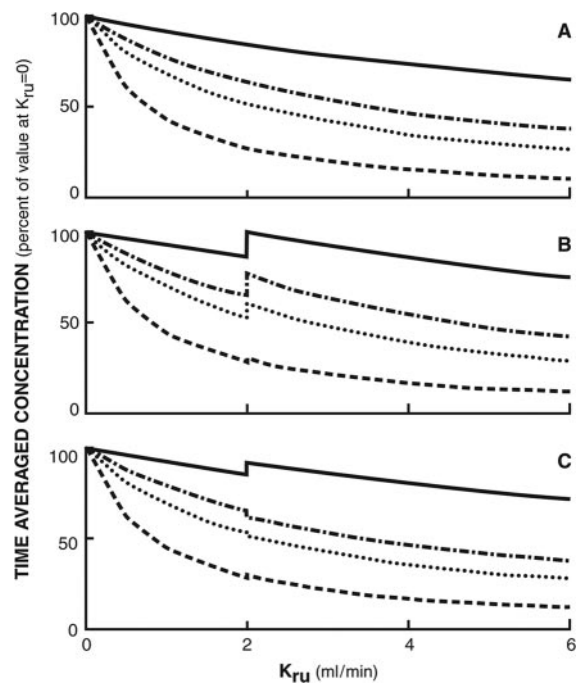 TIME AVERAGED CONCENTRATION (percent of value at Kru=0)
100
50
0
A
100
50
0
B
100
50
0
C
0 2 4 6
Kru (ml/min)